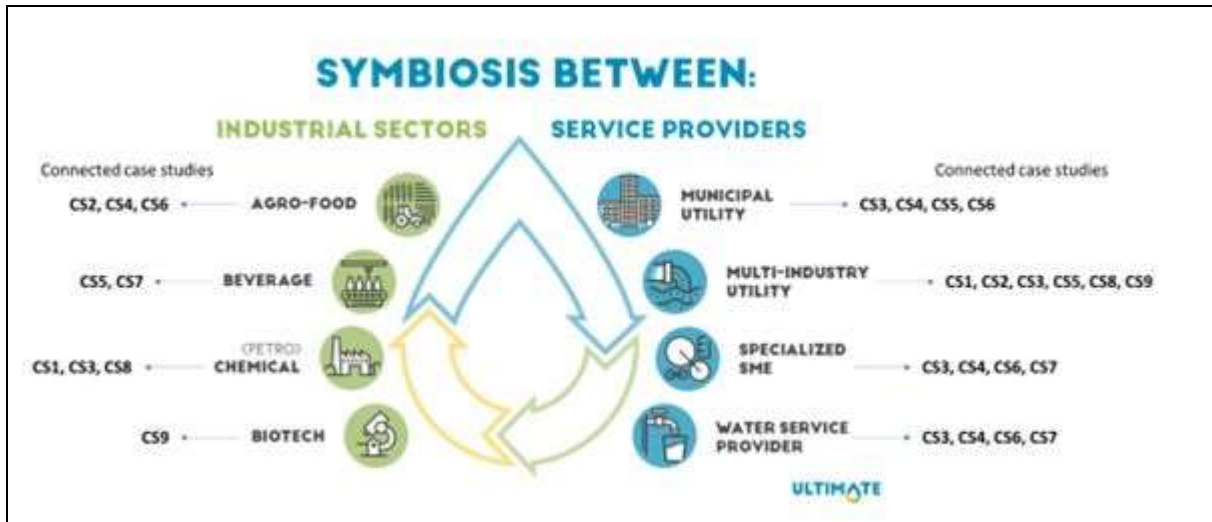 SYMBIOSIS BETWEEN:
INDUSTRIAL SECTORS
SERVICE PROVIDERS
Connected case studies
CS2, CS4, CS6
AGRO-FOOD
CS5, CS7
BEVERAGE
CS1, CS3, CS8
(PETRO)
CHEMICAL
CS9
BIOTECH
Connected case studies
MUNICIPAL
UTILITY
CS3, CS4, CS5, CS6
MULTI-INDUSTRY
UTILITY
CS1, CS2, CS3, CS5, CS8, CS9
SPECIALIZED
SME
CS3, CS4, CS6, CS7
WATER SERVICE
PROVIDER
CS3, CS4, CS6, CS7
ULTIMATE